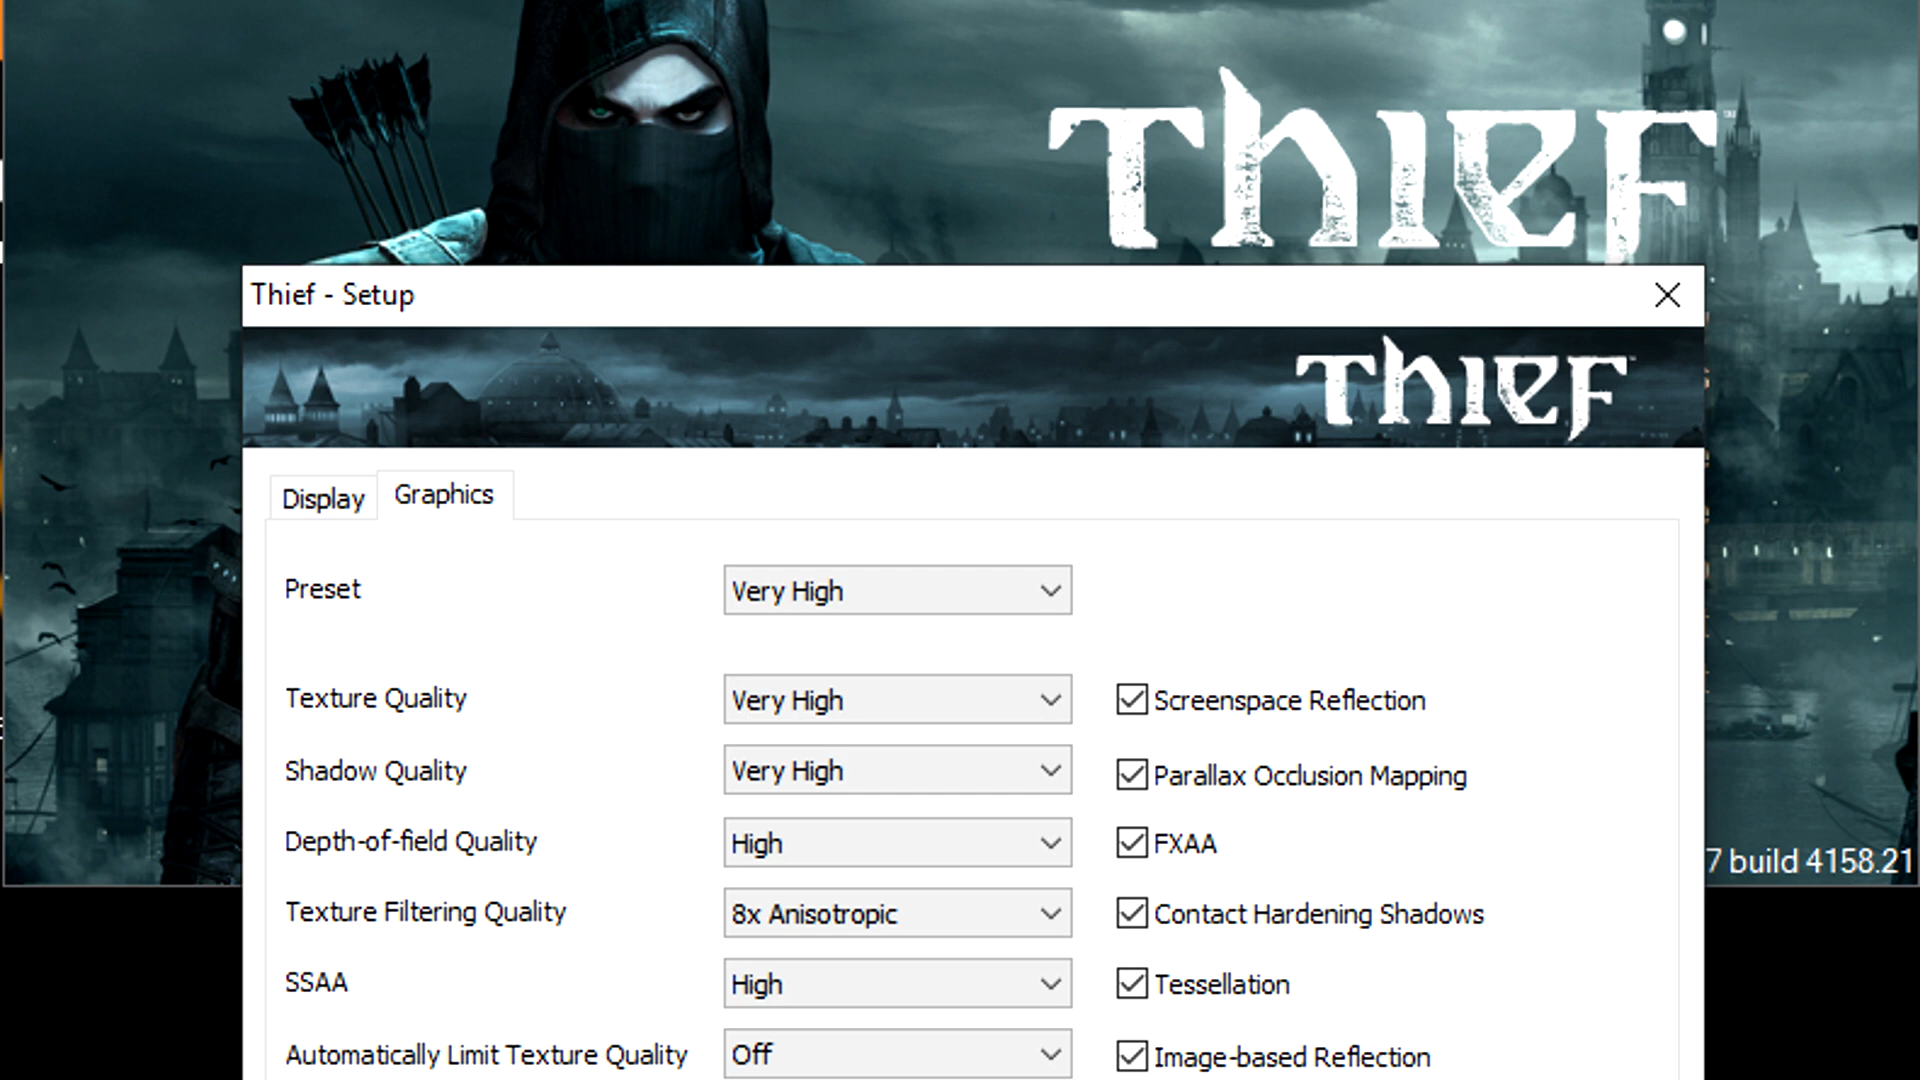 THIEF™
Thief - Setup
THIEF™
Display
Graphics
Preset
Very High
Texture Quality
Very High
Screenspace Reflection
Shadow Quality
Very High
Parallax Occlusion Mapping
Depth-of-field Quality
High
FXAA
7 build 4158.21
Texture Filtering Quality
8x Anisotropic
Contact Hardening Shadows
SSAA
High
Tessellation
Automatically Limit Texture Quality
Off
Image-based Reflection